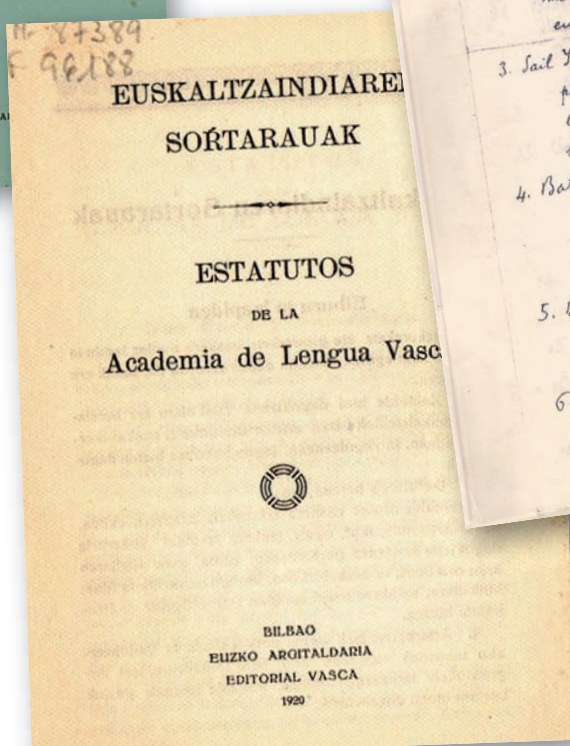 87389
F 96188
EUSKALTZAINDIAREN
SOŔTARAUAK
ESTATUTOS
DE LA
Academia de Lengua Vasc
BILBAO
EUZKO ARGITALDARIA
EDITORIAL VASCA
1920
3. Sail
4. Ba
5.
6